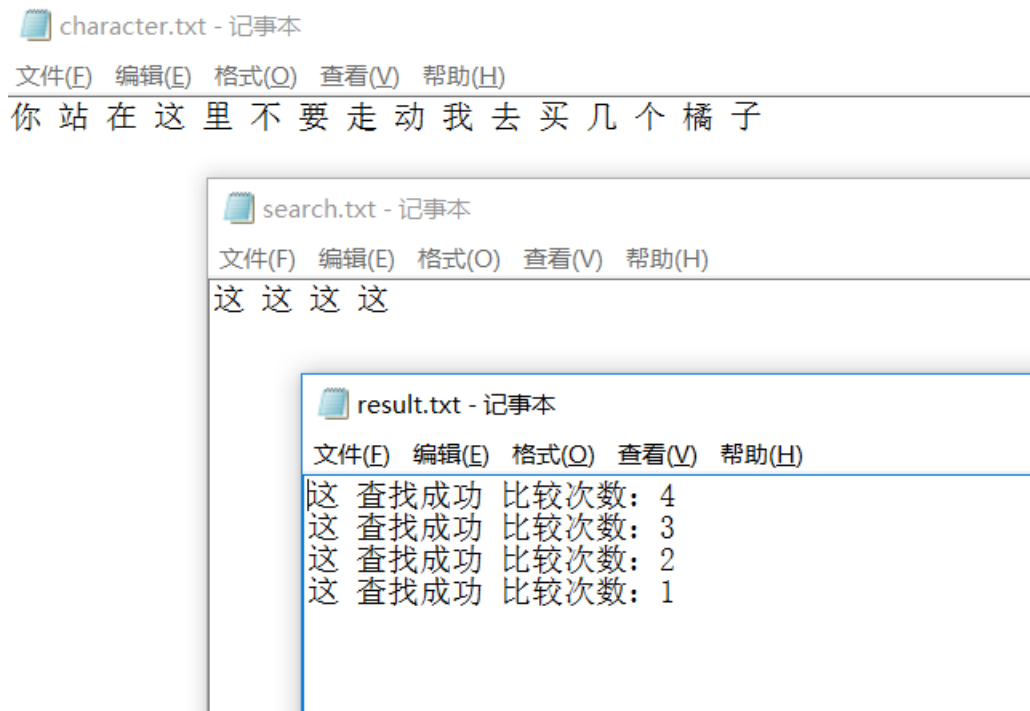 character.txt - 记事本
文件(F) 编辑(E) 格式(O) 查看(V) 帮助(H)
你 站 在 这 里 不 要 走 动 我 去 买 几 个 橘 子
search.txt - 记事本
文件(F) 编辑(E) 格式(O) 查看(V) 帮助(H)
这 这 这 这
result.txt - 记事本
文件(F) 编辑(E) 格式(O) 查看(V) 帮助(H)
这 查找成功 比较次数：4
这 查找成功 比较次数：3
这 查找成功 比较次数：2
这 查找成功 比较次数：1